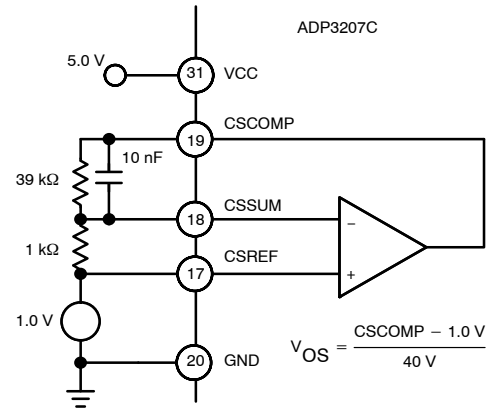 ADP3207C
5.0 V
31
VCC
CSCOMP
19
10 nF
39 kΩ
CSSUM
18
−
1 kΩ
CSREF
17
+
1.0 V
20
GND
VOS = CSCOMP − 1.0 V
40 V